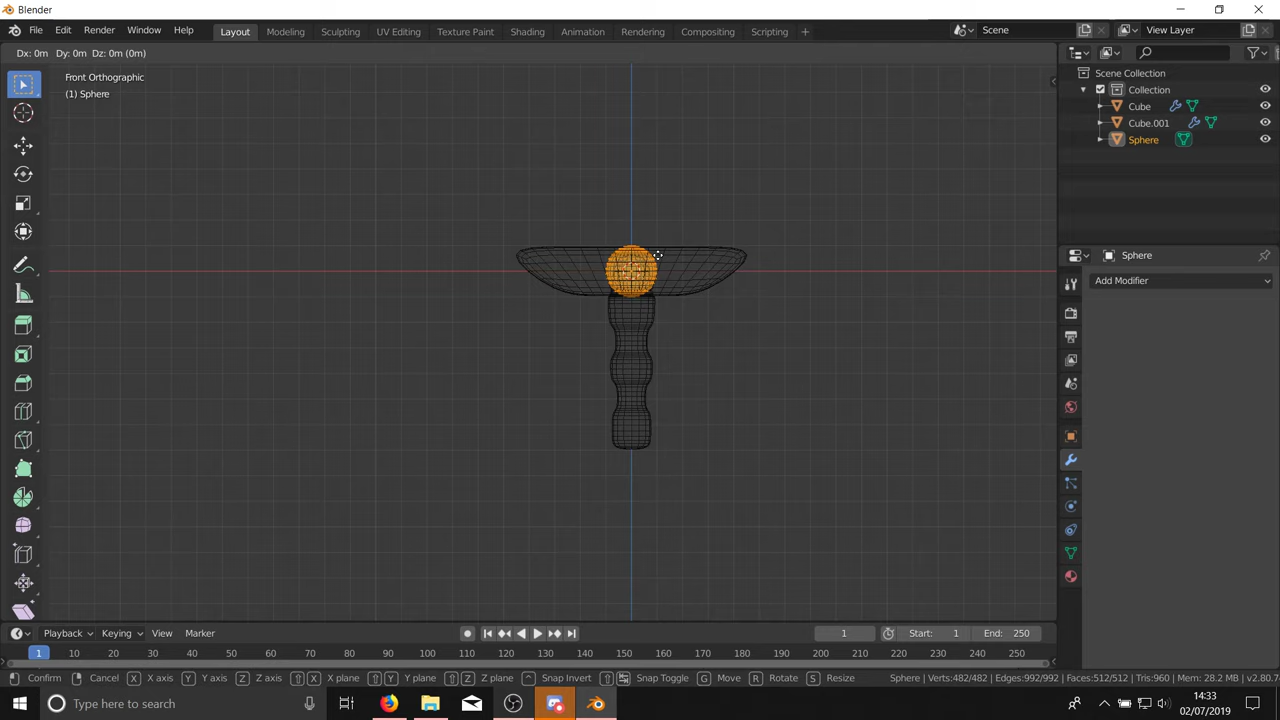 Blender
File Edit Render Window Help
Layout Modeling Sculpting UV Editing Texture Paint Shading Animation Rendering Compositing Scripting +
Scene View Layer
Dx: 0m Dy: 0m Dz: 0m (0m)
Front Orthographic
(1) Sphere
Scene Collection
Collection
Cube
Cube.001
Sphere
Sphere
Add Modifier
Playback Keying View Marker
1 Start: 1 End: 250
1 10 20 30 40 50 60 70 80 90 100 110 120 130 140 150 160 170 180 190 200 210 220 230 240 250
Confirm Cancel X X axis Y Y axis Z Z axis X X plane Y Y plane Z Z plane Snap Invert Snap Toggle G Move R Rotate S Resize Sphere | Verts:482/482 | Edges:992/992 | Faces:512/512 | Tris:960 | Mem: 28.2 MB | v2.80.7
Type here to search
14:33
02/07/2019